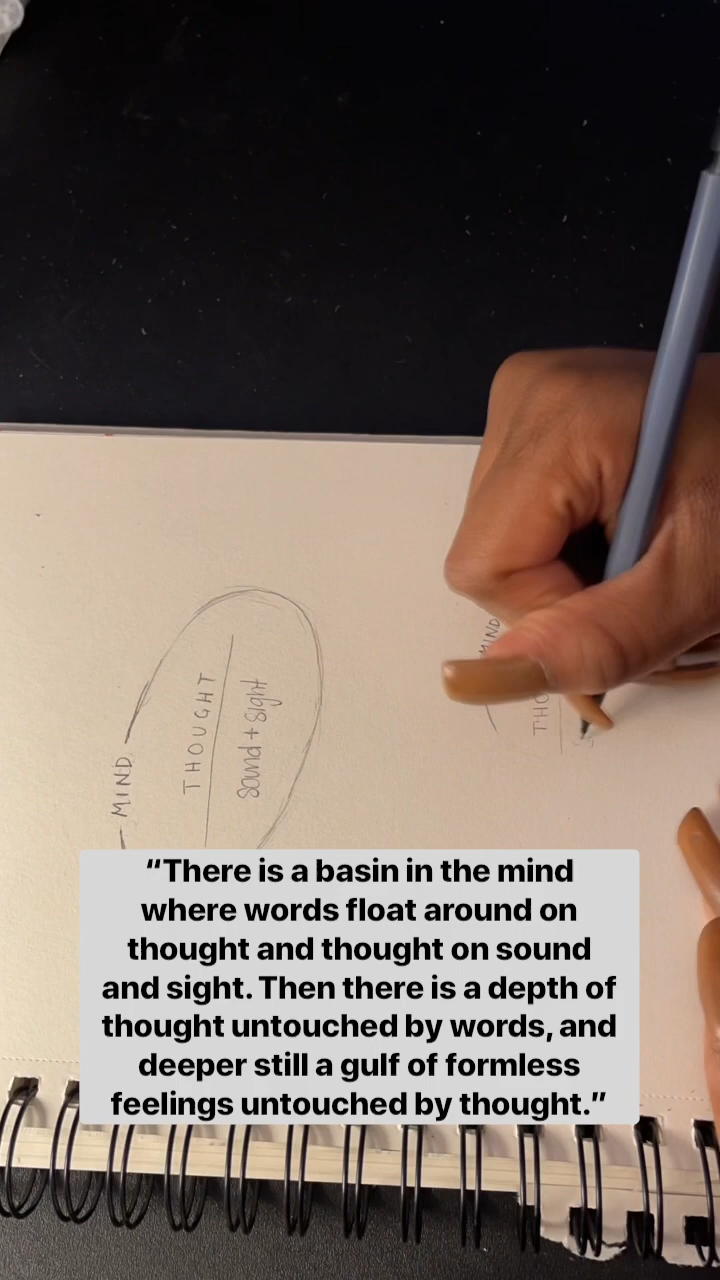 MIND
THOUGHT
sound + sight
MIND
THO
“There is a basin in the mind
where words float around on
thought and thought on sound
and sight. Then there is a depth of
thought untouched by words, and
deeper still a gulf of formless
feelings untouched by thought.”